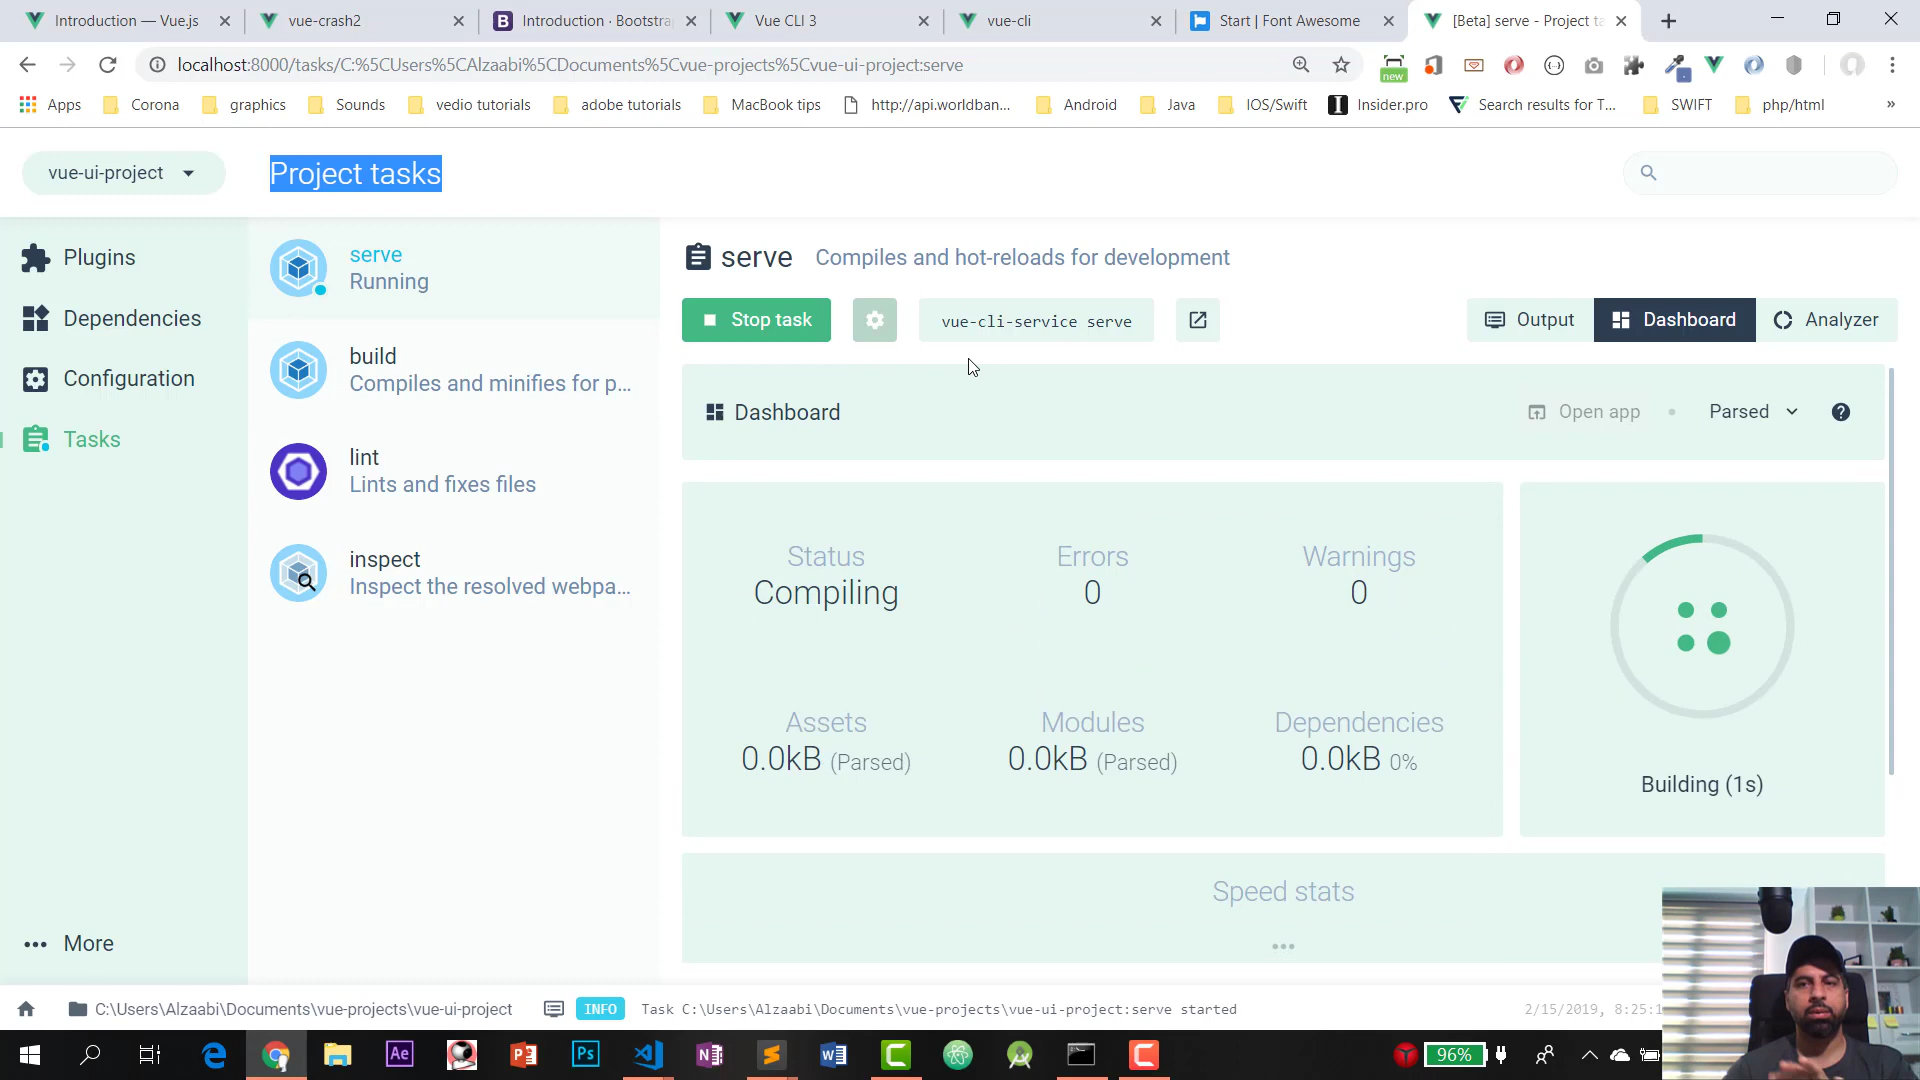 Introduction — Vue.js
vue-crash2
Introduction · Bootstra
Vue CLI 3
vue-cli
Start | Font Awesome
[Beta] serve - Project ta
localhost:8000/tasks/C:%5CUsers%5CAlzaabi%5CDocuments%5Cvue-projects%5Cvue-ui-project:serve
new
Apps
Corona
graphics
Sounds
vedio tutorials
adobe tutorials
MacBook tips
http://api.worldban...
Android
Java
IOS/Swift
Insider.pro
Search results for T...
SWIFT
php/html
»
vue-ui-project
Project tasks
Plugins
Dependencies
Configuration
Tasks
More
serve
Running
build
Compiles and minifies for p...
lint
Lints and fixes files
inspect
Inspect the resolved webpa...
serve
Compiles and hot-reloads for development
Stop task
vue-cli-service serve
Output
Dashboard
Analyzer
Dashboard
Open app
Parsed
Status
Compiling
Errors
0
Warnings
0
Assets
0.0kB (Parsed)
Modules
0.0kB (Parsed)
Dependencies
0.0kB 0%
Building (1s)
Speed stats
C:\Users\Alzaabi\Documents\vue-projects\vue-ui-project
INFO
Task C:\Users\Alzaabi\Documents\vue-projects\vue-ui-project:serve started
2/15/2019, 8:25:1
96%